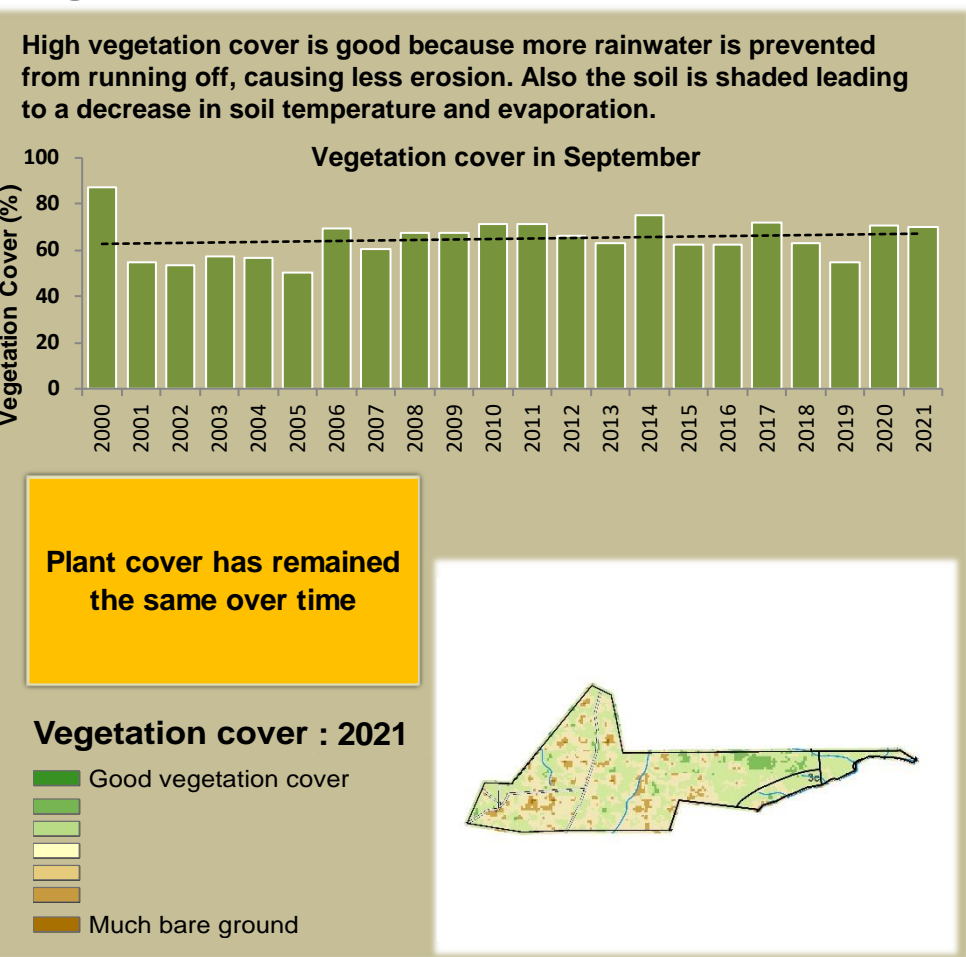 High vegetation cover is good because more rainwater is prevented
from running off, causing less erosion. Also the soil is shaded leading
to a decrease in soil temperature and evaporation.
Vegetation cover in September
Vegetation Cover (%)
100
80
60
40
20
0
2000 2001 2002 2003 2004 2005 2006 2007 2008 2009 2010 2011 2012 2013 2014 2015 2016 2017 2018 2019 2020 2021
Plant cover has remained
the same over time
Vegetation cover : 2021
Good vegetation cover
Much bare ground